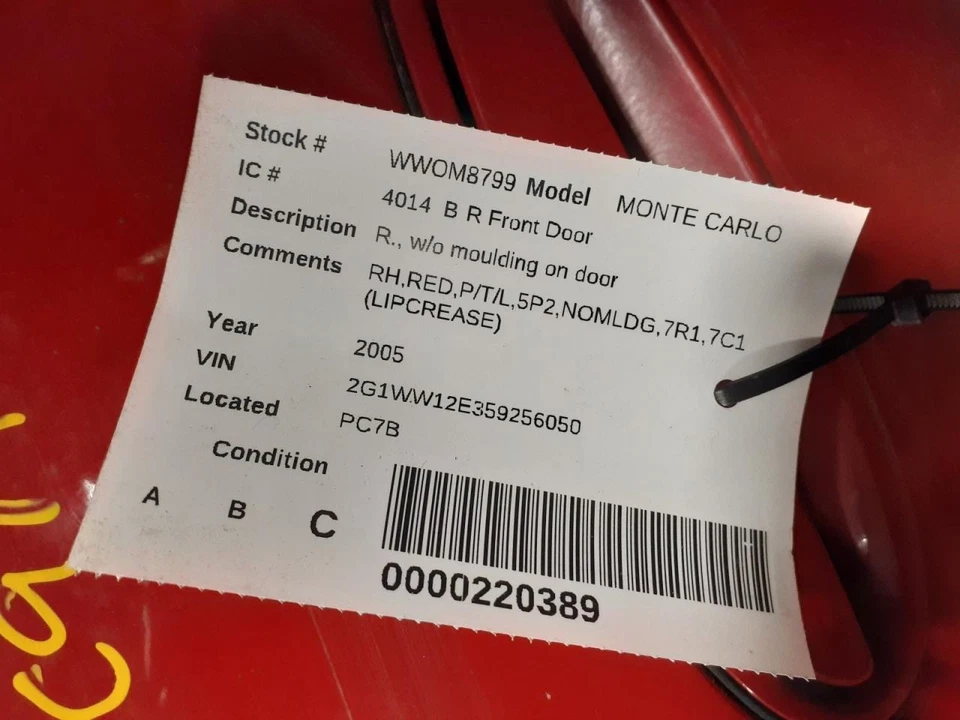 Stock # WWOM8799 Model MONTE CARLO
IC # 4014 B R Front Door
Description R., w/o moulding on door
Comments RH,RED,P/T/L,5P2,NOMLDG,7R1,7C1
(LIPCREASE)
Year 2005
VIN 2G1WW12E359256050
Located PC7B
Condition
A B C
0000220389